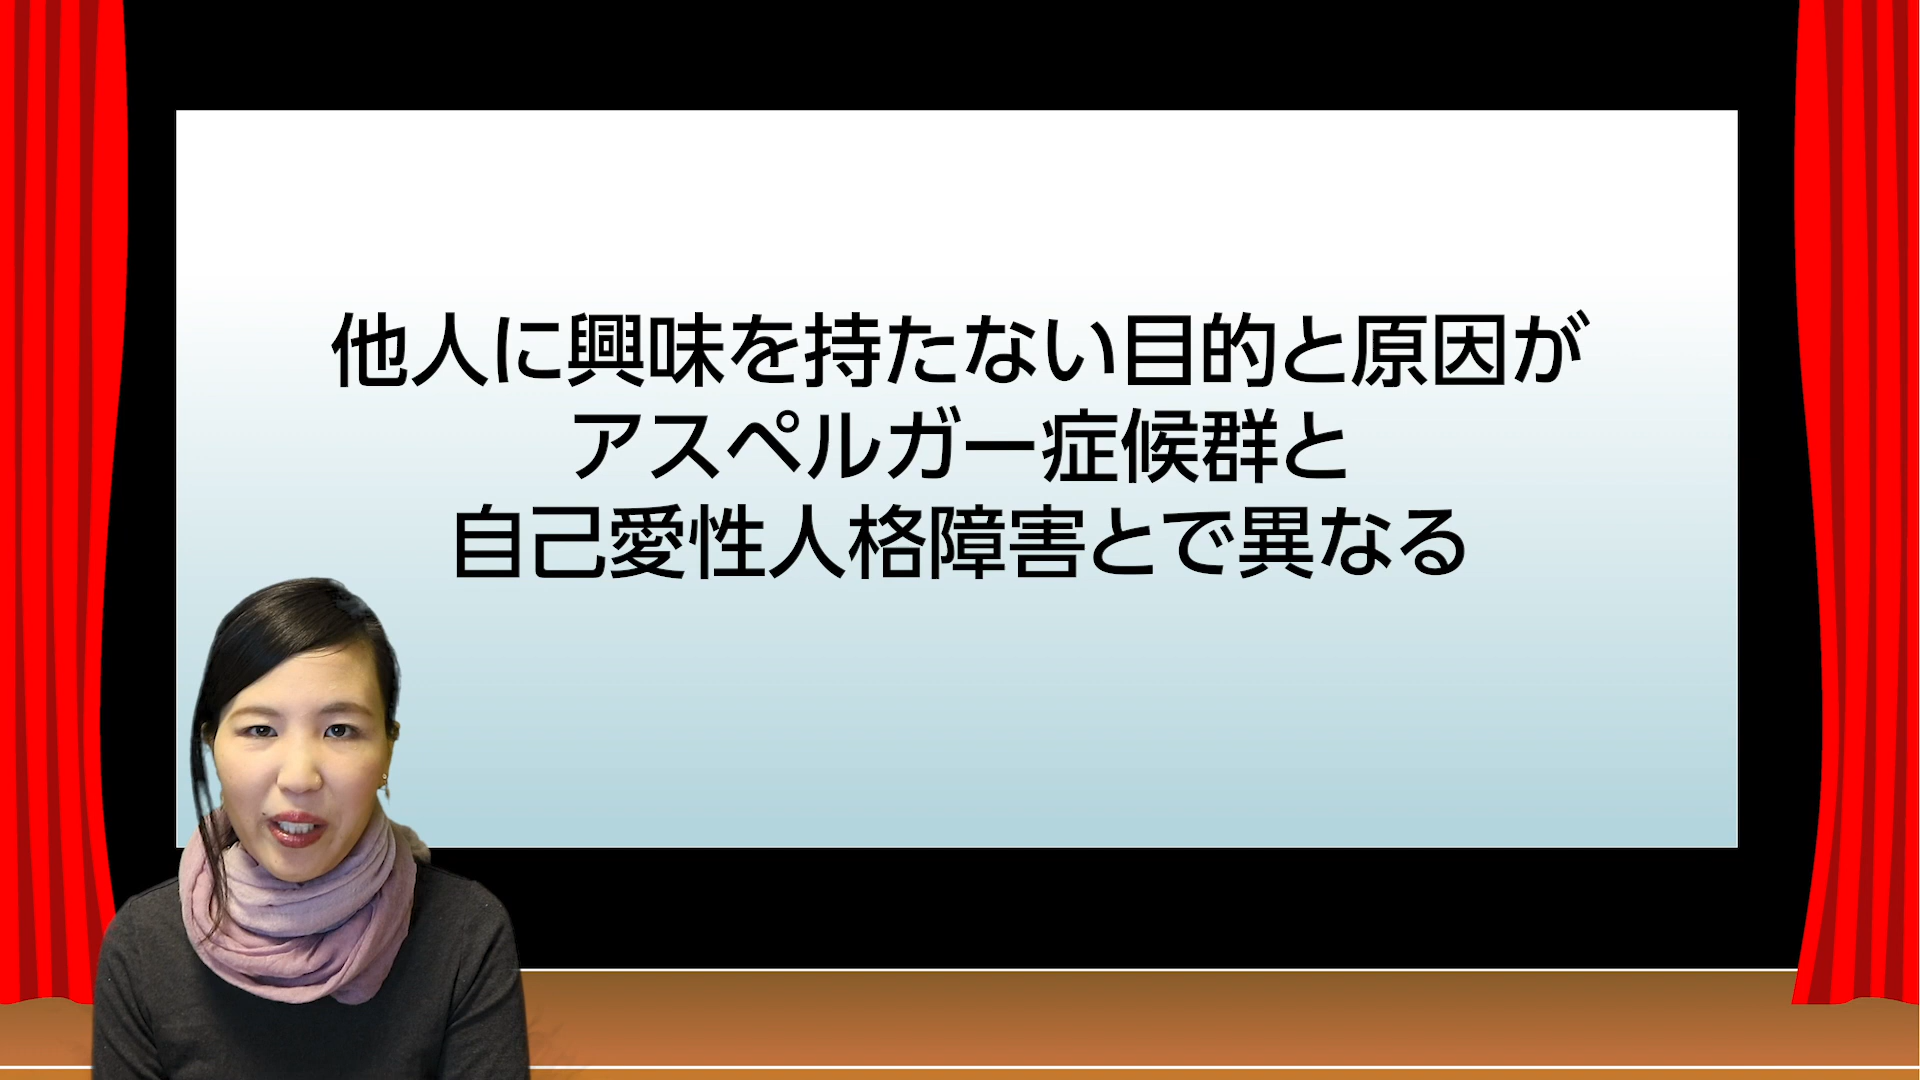 他人に興味を持たない目的と原因が
アスペルガー症候群と
自己愛性人格障害とで異なる